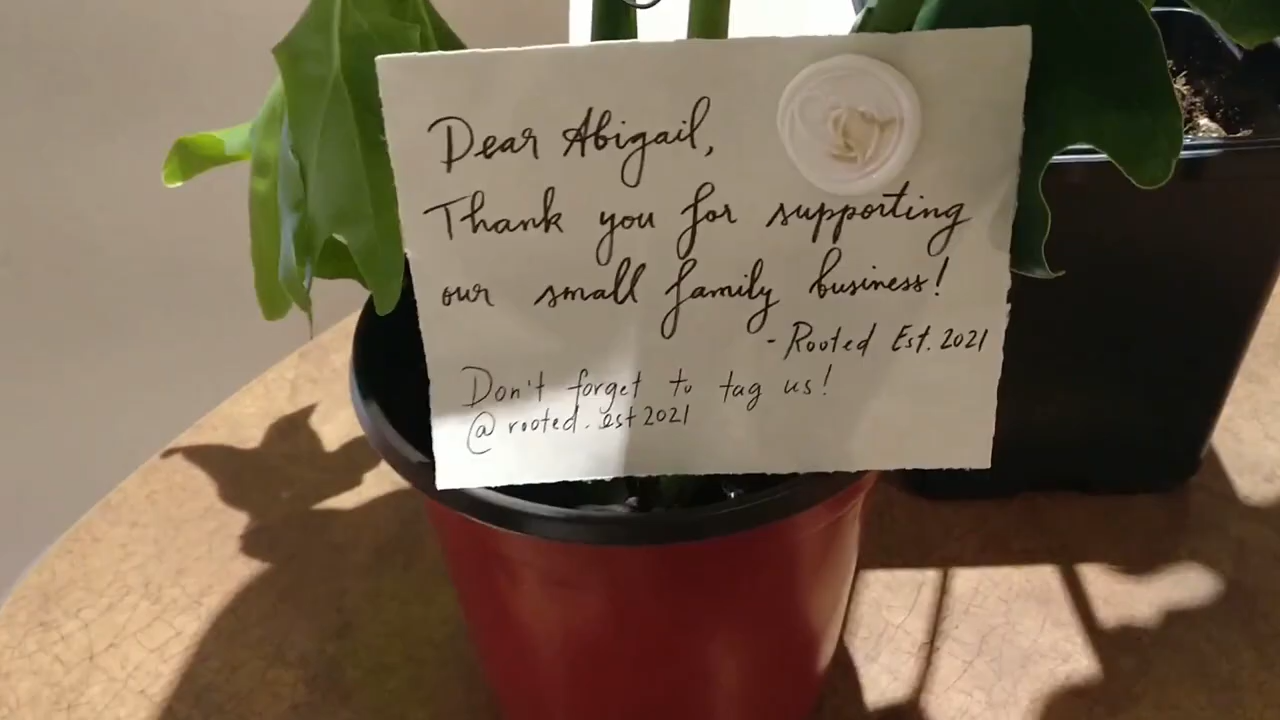 Dear Abigail,
Thank you for supporting
our small family business!
- Rooted Est. 2021
Don't forget to tag us!
@ rooted.est2021